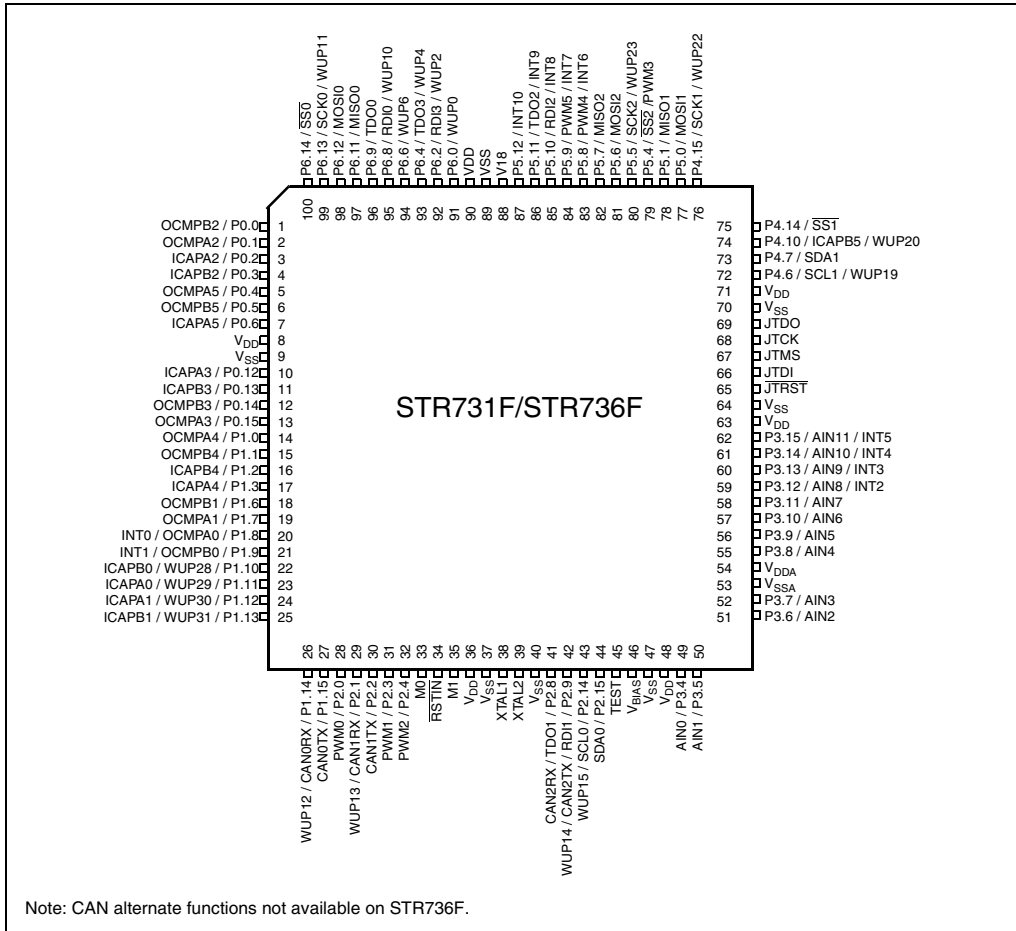 P6.14 / SS0
P6.13 / SCK0 / WUP11
P6.12 / MOSI0
P6.11 / MISO0
P6.9 / TDO0
P6.8 / RDI0 / WUP10
P6.6 / WUP6
P6.4 / TDO3 / WUP4
P6.2 / RDI3 / WUP2
P6.0 / WUP0
VDD
VSS
V18
P5.12 / INT10
P5.11 / TDO2 / INT9
P5.10 / RDI2 / INT8
P5.9 / PWM5 / INT7
P5.8 / PWM4 / INT6
P5.7 / MISO2
P5.6 / MOSI2
P5.5 / SCK2 / WUP23
P5.4 / SS2 /PWM3
P5.1 / MISO1
P5.0 / MOSI1
P4.15 / SCK1 / WUP22
100
99
98
97
96
95
94
93
92
91
90
89
88
87
86
85
84
83
82
81
80
79
78
77
76
OCMPB2 / P0.0 1
OCMPA2 / P0.1 2
ICAPA2 / P0.2 3
ICAPB2 / P0.3 4
OCMPA5 / P0.4 5
OCMPB5 / P0.5 6
ICAPA5 / P0.6 7
VDD 8
VSS 9
ICAPA3 / P0.12 10
ICAPB3 / P0.13 11
OCMPB3 / P0.14 12
OCMPA3 / P0.15 13
OCMPA4 / P1.0 14
OCMPB4 / P1.1 15
ICAPB4 / P1.2 16
ICAPA4 / P1.3 17
OCMPB1 / P1.6 18
OCMPA1 / P1.7 19
INT0 / OCMPA0 / P1.8 20
INT1 / OCMPB0 / P1.9 21
ICAPB0 / WUP28 / P1.10 22
ICAPA0 / WUP29 / P1.11 23
ICAPA1 / WUP30 / P1.12 24
ICAPB1 / WUP31 / P1.13 25
STR731F/STR736F
75 P4.14 / SS1
74 P4.10 / ICAPB5 / WUP20
73 P4.7 / SDA1
72 P4.6 / SCL1 / WUP19
71 VDD
70 VSS
69 JTDO
68 JTCK
67 JTMS
66 JTDI
65 JTRST
64 VSS
63 VDD
62 P3.15 / AIN11 / INT5
61 P3.14 / AIN10 / INT4
60 P3.13 / AIN9 / INT3
59 P3.12 / AIN8 / INT2
58 P3.11 / AIN7
57 P3.10 / AIN6
56 P3.9 / AIN5
55 P3.8 / AIN4
54 VDDA
53 VSSA
52 P3.7 / AIN3
51 P3.6 / AIN2
26
27
28
29
30
31
32
33
34
35
36
37
38
39
40
41
42
43
44
45
46
47
48
49
50
WUP12 / CAN0RX / P1.14
CAN0TX / P1.15
PWM0 / P2.0
WUP13 / CAN1RX / P2.1
CAN1TX / P2.2
PWM1 / P2.3
PWM2 / P2.4
M0
RSTIN
M1
VDD
VSS
XTAL1
XTAL2
VSS
CAN2RX / TDO1 / P2.8
WUP14 / CAN2TX / RDI1 / P2.9
WUP15 / SCL0 / P2.14
SDA0 / P2.15
TEST
VBIAS
VSS
VDD
AIN0 / P3.4
AIN1 / P3.5
Note: CAN alternate functions not available on STR736F.